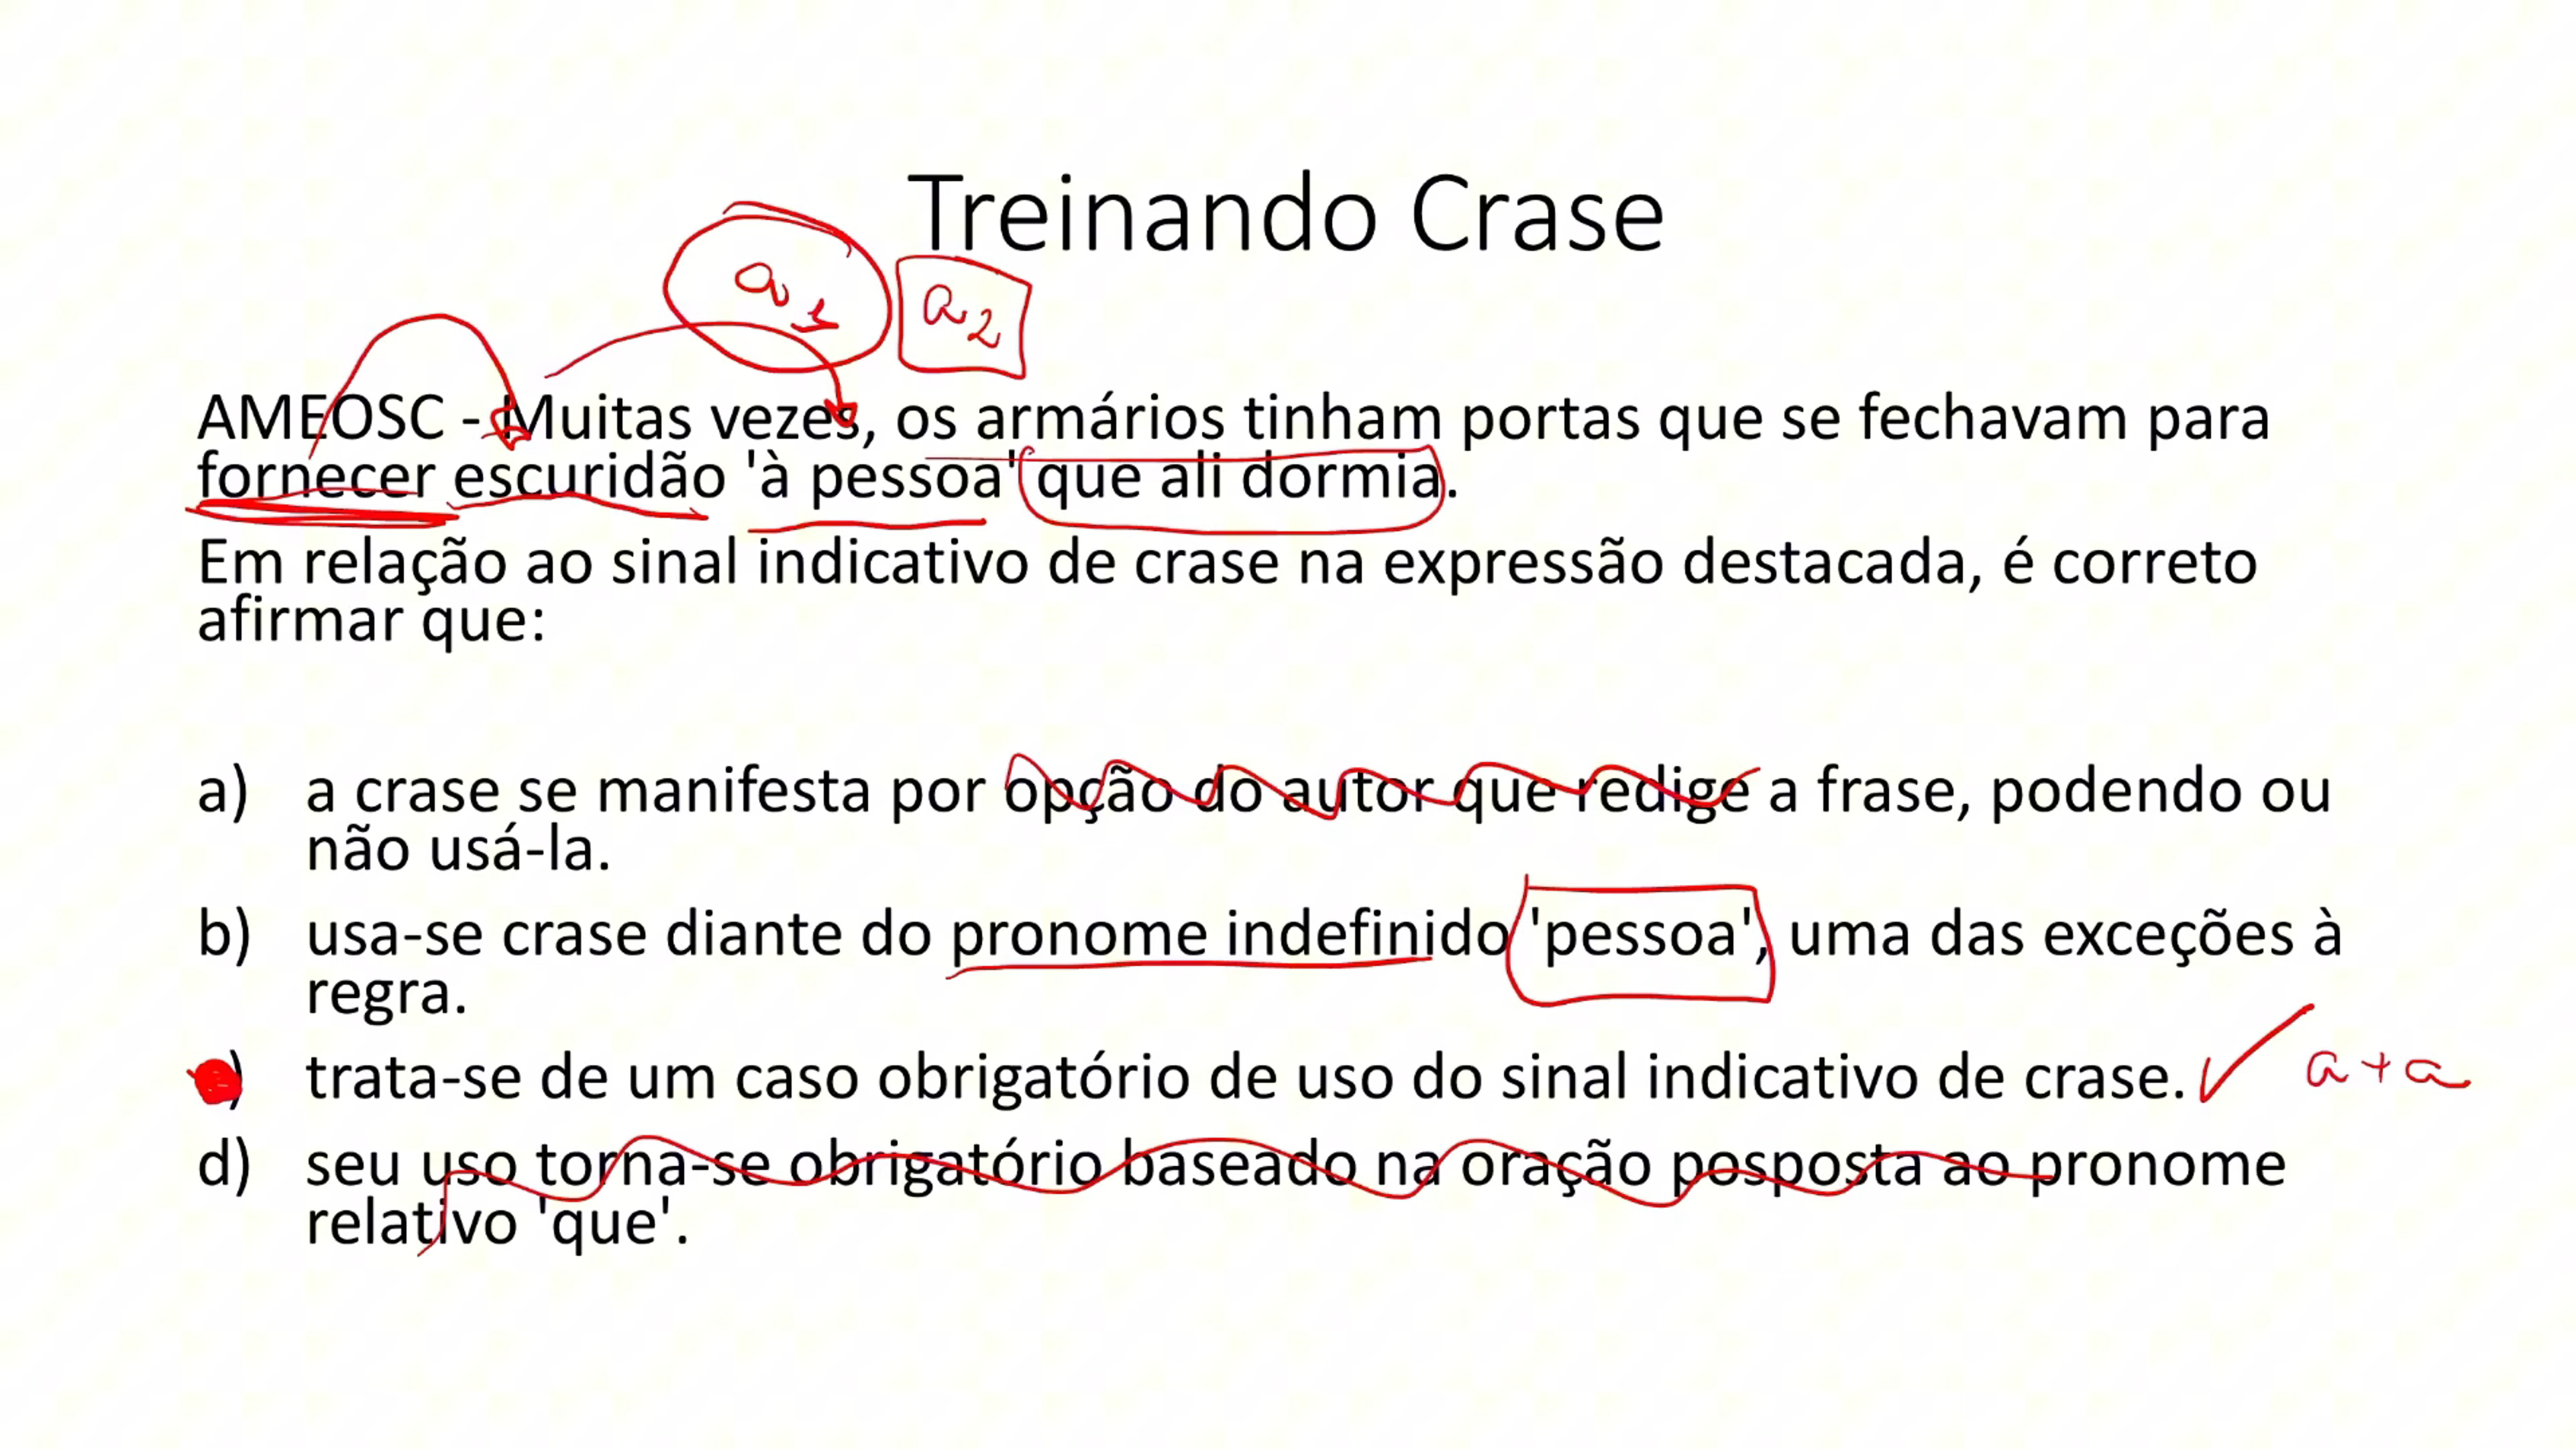 Treinando Crase
a1 a2
AMEOSC - Muitas vezes, os armários tinham portas que se fechavam para
fornecer escuridão 'à pessoa' que ali dormia.
Em relação ao sinal indicativo de crase na expressão destacada, é correto
afirmar que:
a) a crase se manifesta por opção do autor que redige a frase, podendo ou
não usá-la.
b) usa-se crase diante do pronome indefinido 'pessoa', uma das exceções à
regra.
) trata-se de um caso obrigatório de uso do sinal indicativo de crase. a + a
d) seu uso torna-se obrigatório baseado na oração posposta ao pronome
relativo 'que'.